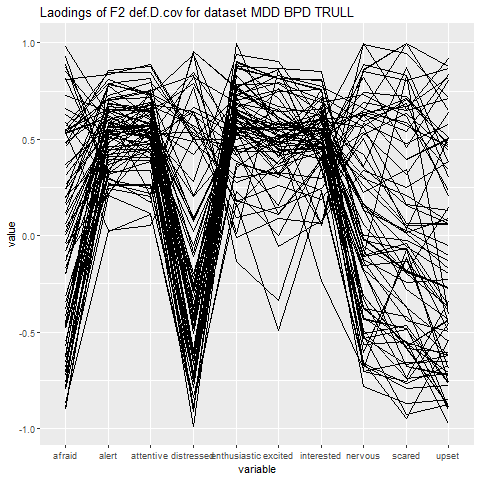 Laodings of F2 def.D.cov for dataset MDD BPD TRULL
1.0
0.5
0.0
-0.5
-1.0
value
afraid alert attentive distressed enthusiastic excited interested nervous scared upset
variable